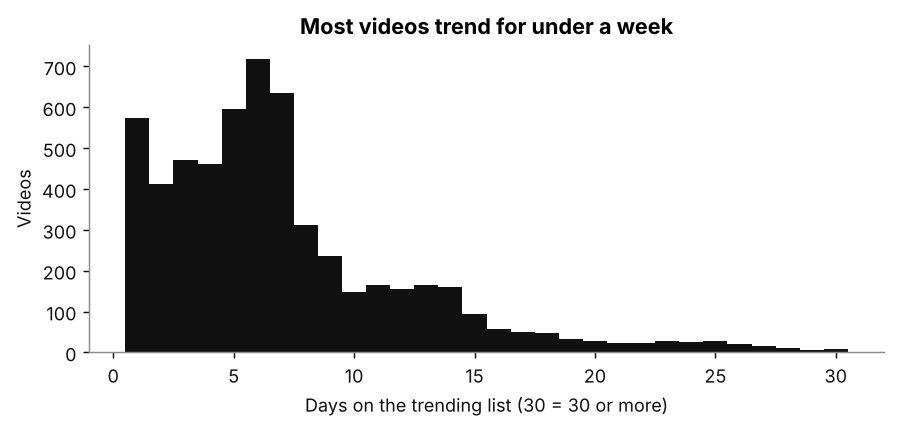 Most videos trend for under a week
700
600
500
400
300
200
100
0
Videos
0 5 10 15 20 25 30
Days on the trending list (30 = 30 or more)